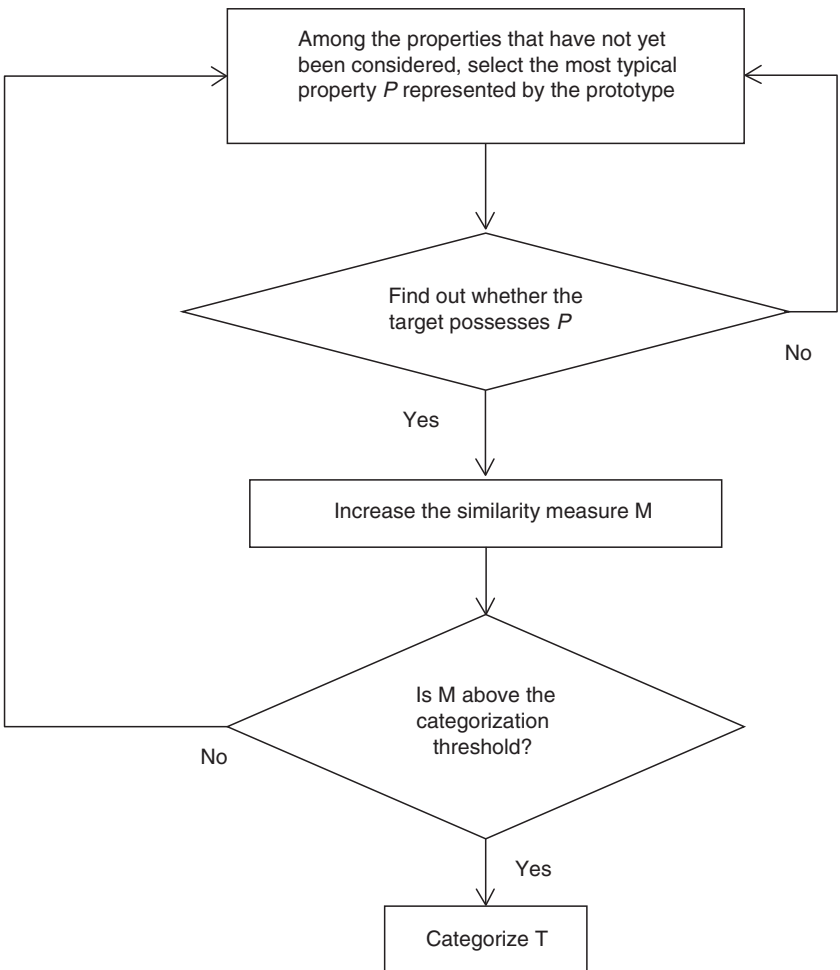 Among the properties that have not yet
been considered, select the most typical
property P represented by the prototype
Find out whether the
target possesses P
No
Yes
Increase the similarity measure M
Is M above the
categorization
threshold?
No
Yes
Categorize T